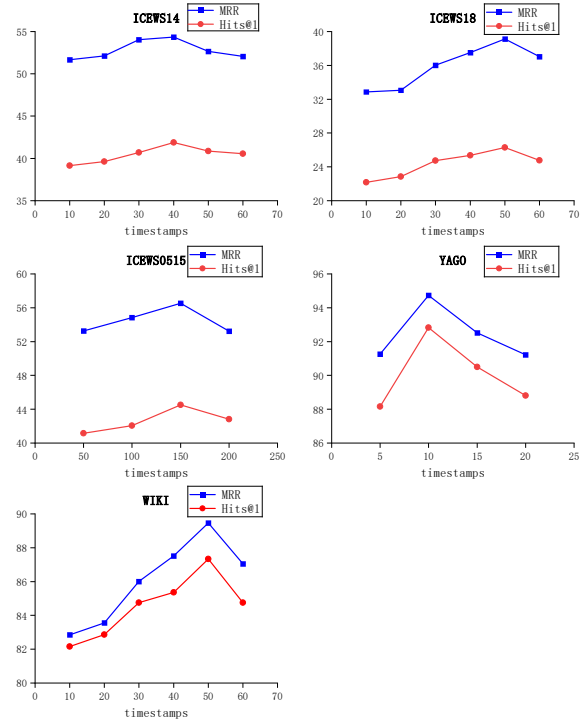 ICEWS14
MRR
Hits@1
55
50
45
40
35
0 10 20 30 40 50 60 70
timestamps
ICEWS18
MRR
Hits@1
40
36
32
28
24
20
0 10 20 30 40 50 60 70
timestamps
ICEWS0515
MRR
Hits@1
60
56
52
48
44
40
0 50 100 150 200 250
timestamps
YAGO
MRR
Hits@1
96
94
92
90
88
86
0 5 10 15 20 25
timestamps
WIKI
MRR
Hits@1
90
88
86
84
82
80
0 10 20 30 40 50 60 70
timestamps